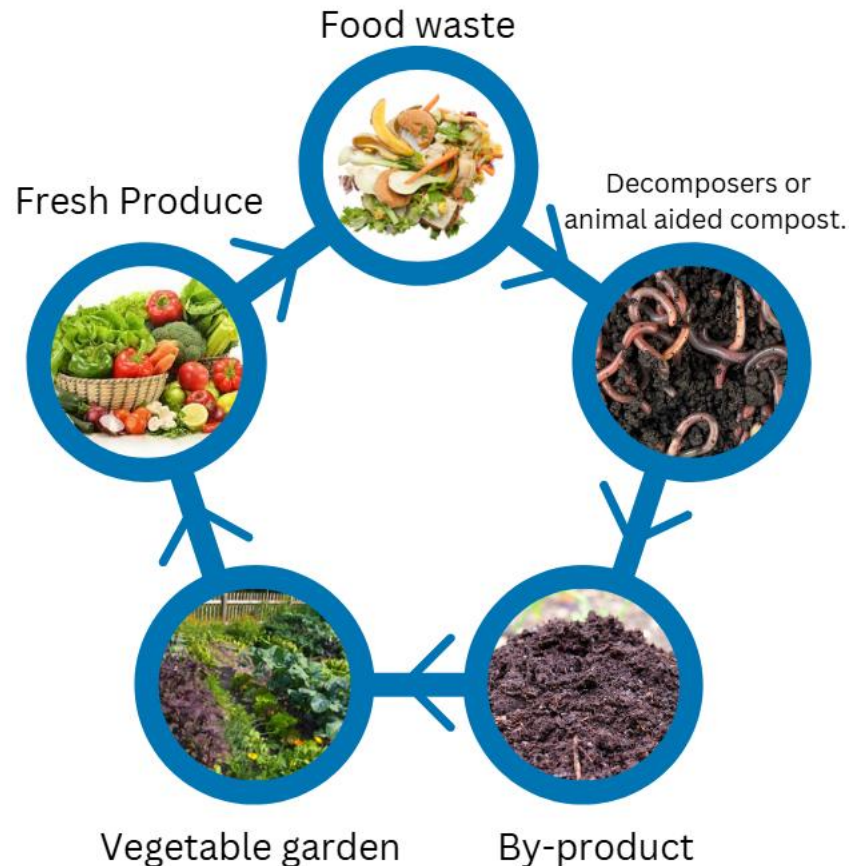 Food waste
Fresh Produce
Decomposers or
animal aided compost.
Vegetable garden
By-product